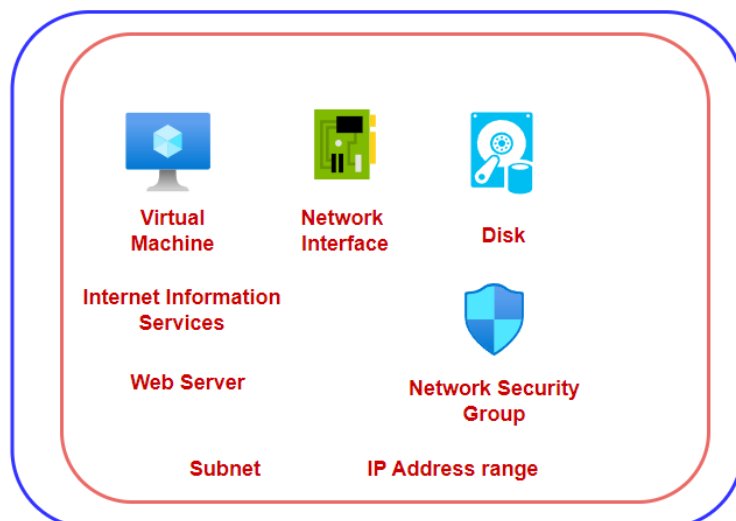 Virtual
Machine
Network
Interface
Disk
Internet Information
Services
Web Server
Network Security
Group
Subnet
IP Address range